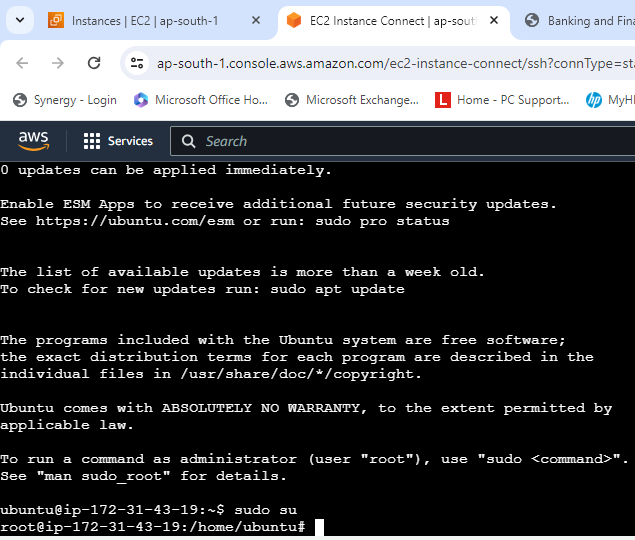 Instances | EC2 | ap-south-1
EC2 Instance Connect | ap-sout
Banking and Fina
ap-south-1.console.aws.amazon.com/ec2-instance-connect/ssh?connType=sta
Synergy - Login
Microsoft Office Ho...
Microsoft Exchange...
L
Home - PC Support...
hp
MyHP
aws
Services
Search
0 updates can be applied immediately.
Enable ESM Apps to receive additional future security updates.
See https://ubuntu.com/esm or run: sudo pro status
The list of available updates is more than a week old.
To check for new updates run: sudo apt update
The programs included with the Ubuntu system are free software;
the exact distribution terms for each program are described in the
individual files in /usr/share/doc/*/copyright.
Ubuntu comes with ABSOLUTELY NO WARRANTY, to the extent permitted by
applicable law.
To run a command as administrator (user "root"), use "sudo <command>".
See "man sudo_root" for details.
ubuntu@ip-172-31-43-19:~$ sudo su
root@ip-172-31-43-19:/home/ubuntu#